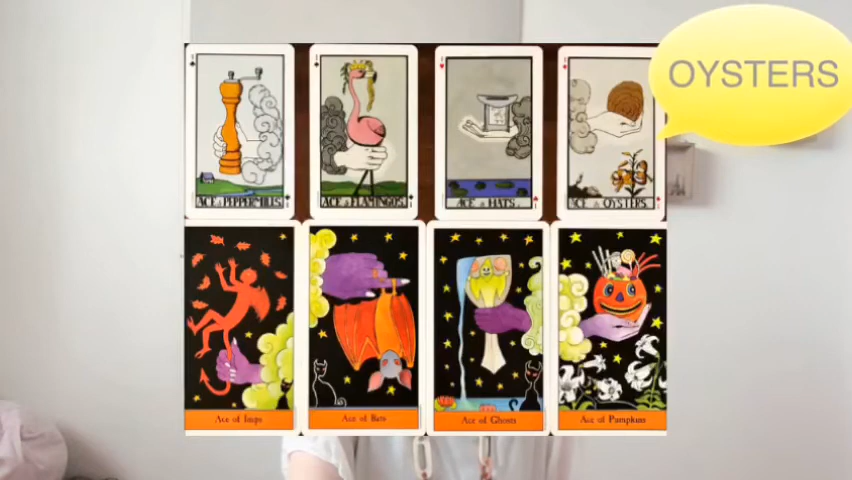 OYSTERS
ACE of PEPPERMILLS
ACE of FLAMINGOS
ACE of HATS
ACE of OYSTERS
Ace of Imps
Ace of Bats
Ace of Ghosts
Ace of Pumpkins